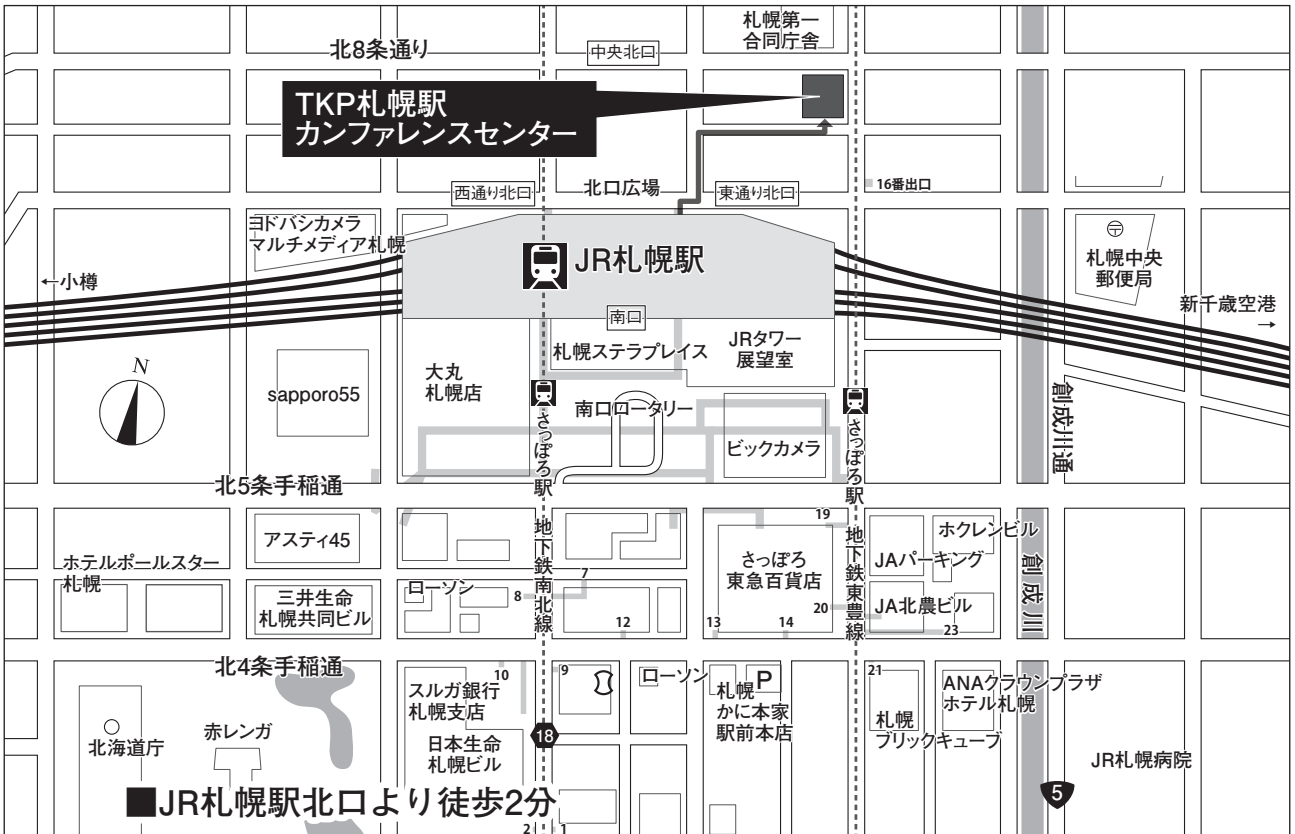 札幌第一
合同庁舎
北8条通り
中央北口
TKP札幌駅
カンファレンスセンター
西通り北口
北口広場
東通り北口
16番出口
ヨドバシカメラ
マルチメディア札幌
JR札幌駅
札幌中央
郵便局
←小樽
新千歳空港
→
南口
札幌ステラプレイス
JRタワー
展望室
N
sapporo55
大丸
札幌店
南口ロータリー
ビックカメラ
さっぽろ駅
さっぽろ駅
創成川通
北5条手稲通
19
アスティ45
地下鉄南北線
さっぽろ
東急百貨店
地下鉄東豊線
ホクレンビル
JAパーキング
創成川
ホテルポールスター
札幌
ローソン
7
8
三井生命
札幌共同ビル
12
13
14
20
JA北農ビル
23
北4条手稲通
10
9
スルガ銀行
札幌支店
ローソン
P
札幌
かに本家
駅前本店
21
札幌
ブリックキューブ
ANAクラウンプラザ
ホテル札幌
北海道庁
赤レンガ
日本生命
札幌ビル
18
JR札幌病院
5
■JR札幌駅北口より徒歩2分
2
1